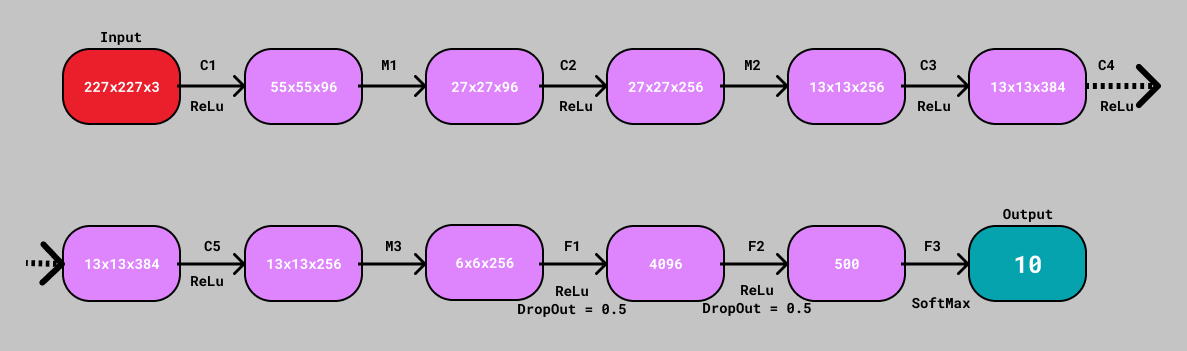 Input
227x227x3
C1
ReLu
55x55x96
M1
27x27x96
C2
ReLu
27x27x256
M2
13x13x256
C3
ReLu
13x13x384
C4
ReLu
13x13x384
C5
ReLu
13x13x256
M3
6x6x256
F1
ReLu
DropOut = 0.5
4096
F2
ReLu
DropOut = 0.5
500
F3
SoftMax
Output
10